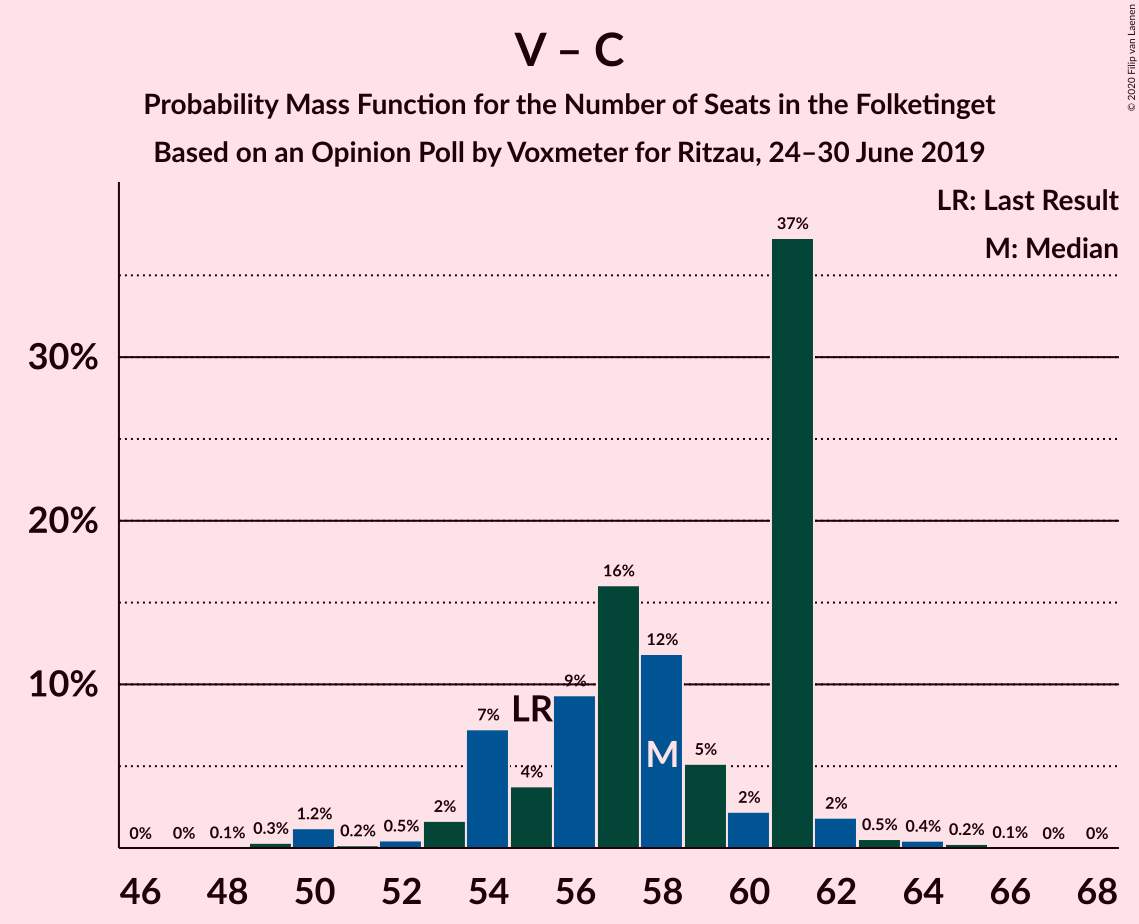 V – C
Probability Mass Function for the Number of Seats in the Folketinget
Based on an Opinion Poll by Voxmeter for Ritzau, 24–30 June 2019
© 2020 Filip van Laenen
LR: Last Result
M: Median
30%
20%
10%
0%
0%
0.1%
0.3%
1.2%
0.2%
0.5%
2%
7%
4%
9%
16%
12%
5%
2%
37%
2%
0.5%
0.4%
0.2%
0.1%
0%
0%
LR
M
46 48 50 52 54 56 58 60 62 64 66 68